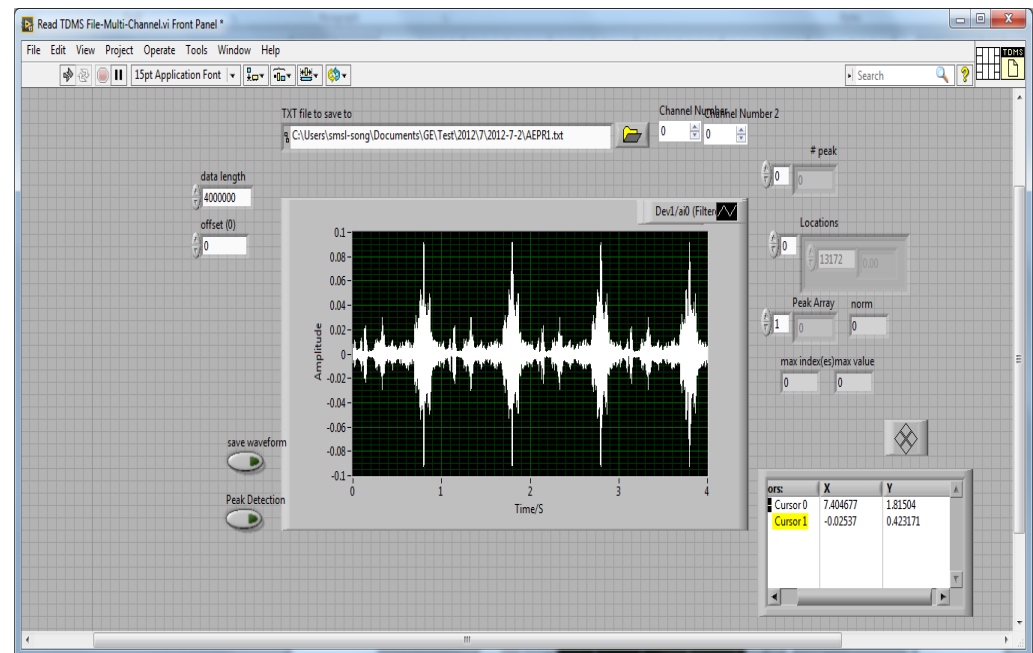 Read TDMS File-Multi-Channel.vi Front Panel *
File Edit View Project Operate Tools Window Help
TDMS
15pt Application Font
Search
TXT file to save to
Channel Number
Channel Number 2
C:\Users\smsl-song\Documents\GE\Test\2012\7\2012-7-2\AEPR1.txt
0
0
# peak
0
0
data length
4000000
offset (0)
0
Dev1/ai0 (Filter
Locations
0
13172
0.00
Peak Array
norm
1
0
0
max index(es)
max value
0
0
0.1
0.08
0.06
0.04
0.02
0
-0.02
-0.04
-0.06
-0.08
-0.1
Amplitude
0 1 2 3 4
Time/S
save waveform
Peak Detection
ors: X Y
Cursor 0 7.404677 1.81504
Cursor 1 -0.02537 0.423171